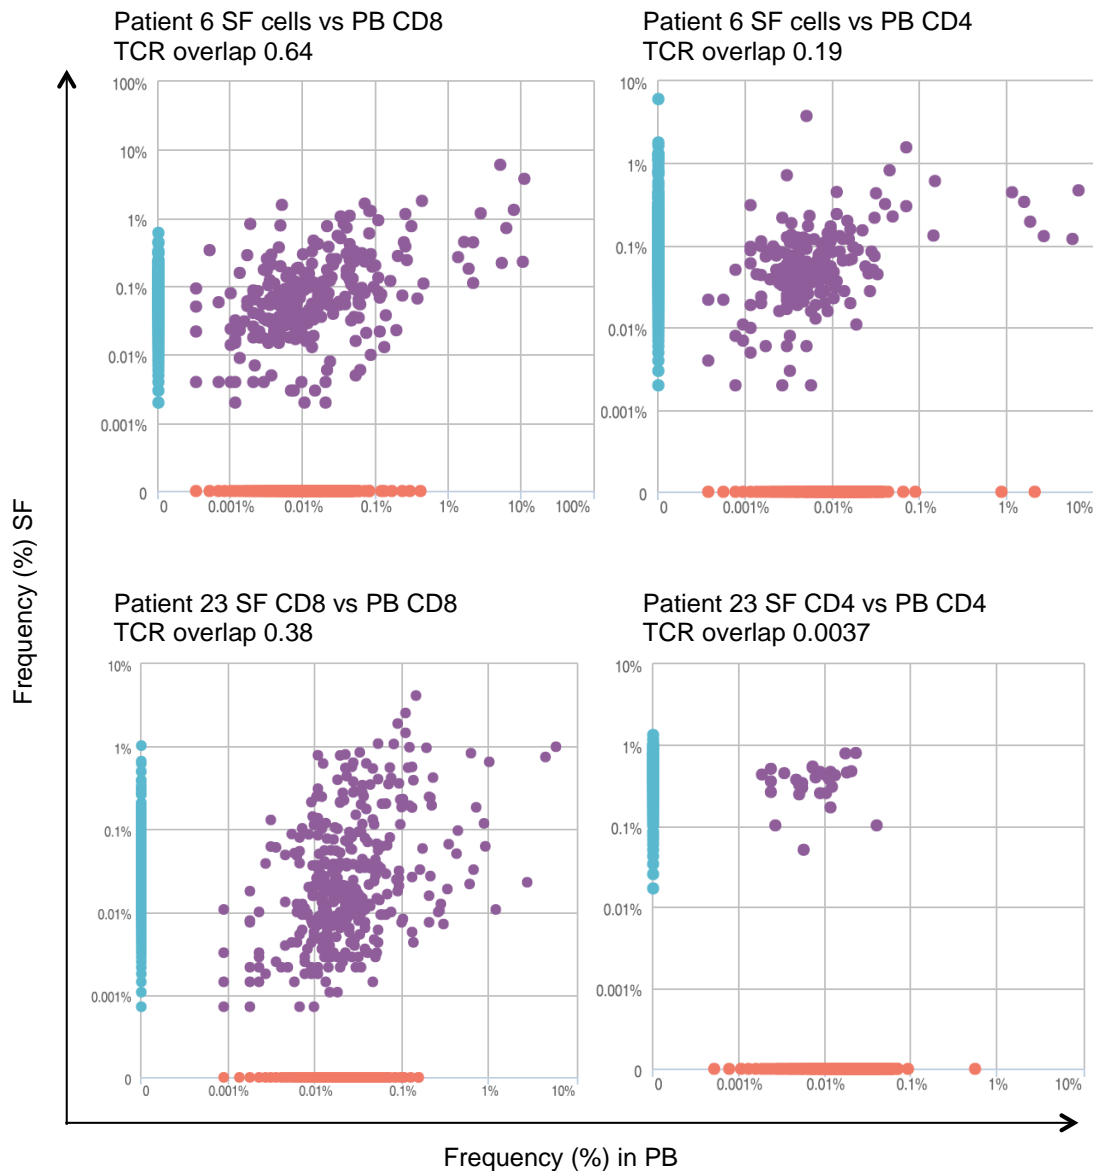 Patient 6 SF cells vs PB CD8
TCR overlap 0.64
Patient 6 SF cells vs PB CD4
TCR overlap 0.19
100%
10%
1%
0.1%
0.01%
0.001%
0
0 0.001% 0.01% 0.1% 1% 10% 100%
10%
1%
0.1%
0.01%
0.001%
0
0 0.001% 0.01% 0.1% 1% 10%
Frequency (%) SF
Patient 23 SF CD8 vs PB CD8
TCR overlap 0.38
Patient 23 SF CD4 vs PB CD4
TCR overlap 0.0037
10%
1%
0.1%
0.01%
0.001%
0
0 0.001% 0.01% 0.1% 1% 10%
10%
1%
0.1%
0.01%
0.001%
0
0 0.001% 0.01% 0.1% 1% 10%
Frequency (%) in PB